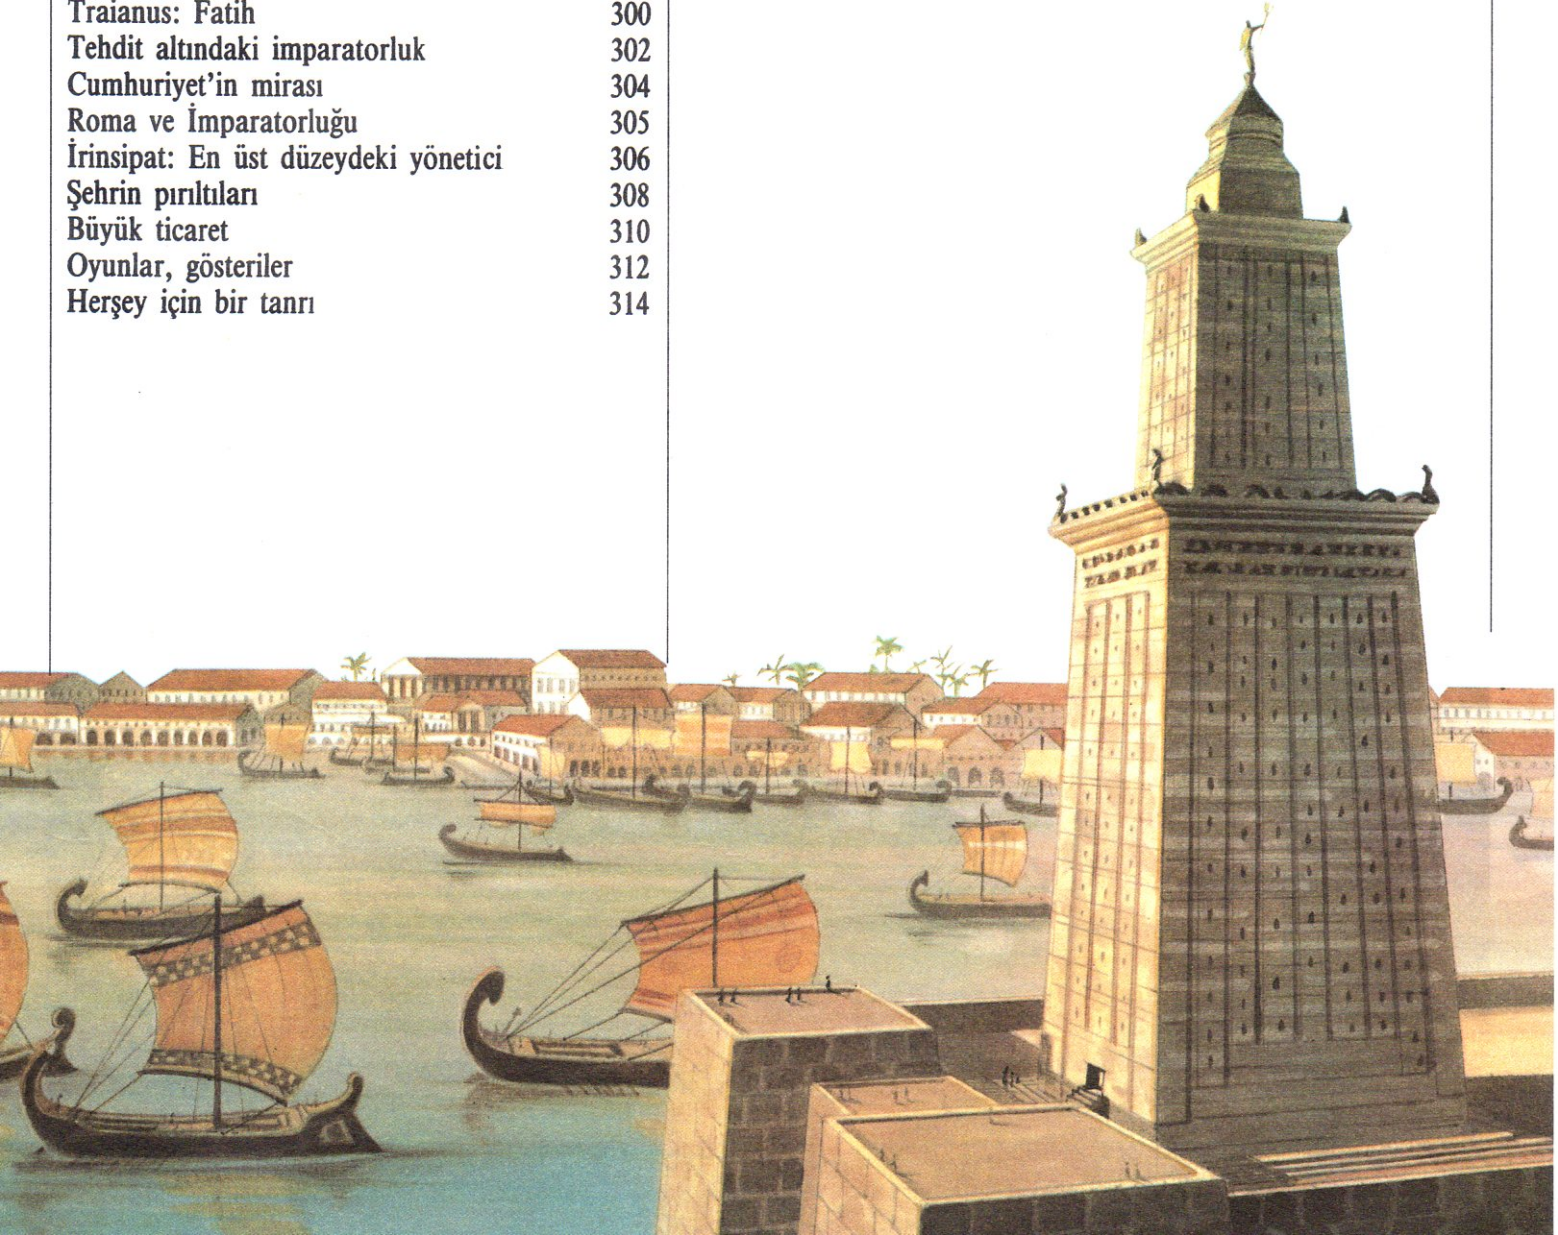 Traianus: Fatih 300
Tehdit altındaki imparatorluk 302
Cumhuriyet'in mirası 304
Roma ve İmparatorluğu 305
İrinsipat: En üst düzeydeki yönetici 306
Şehrin pırıltıları 308
Büyük ticaret 310
Oyunlar, gösteriler 312
Herşey için bir tanrı 314